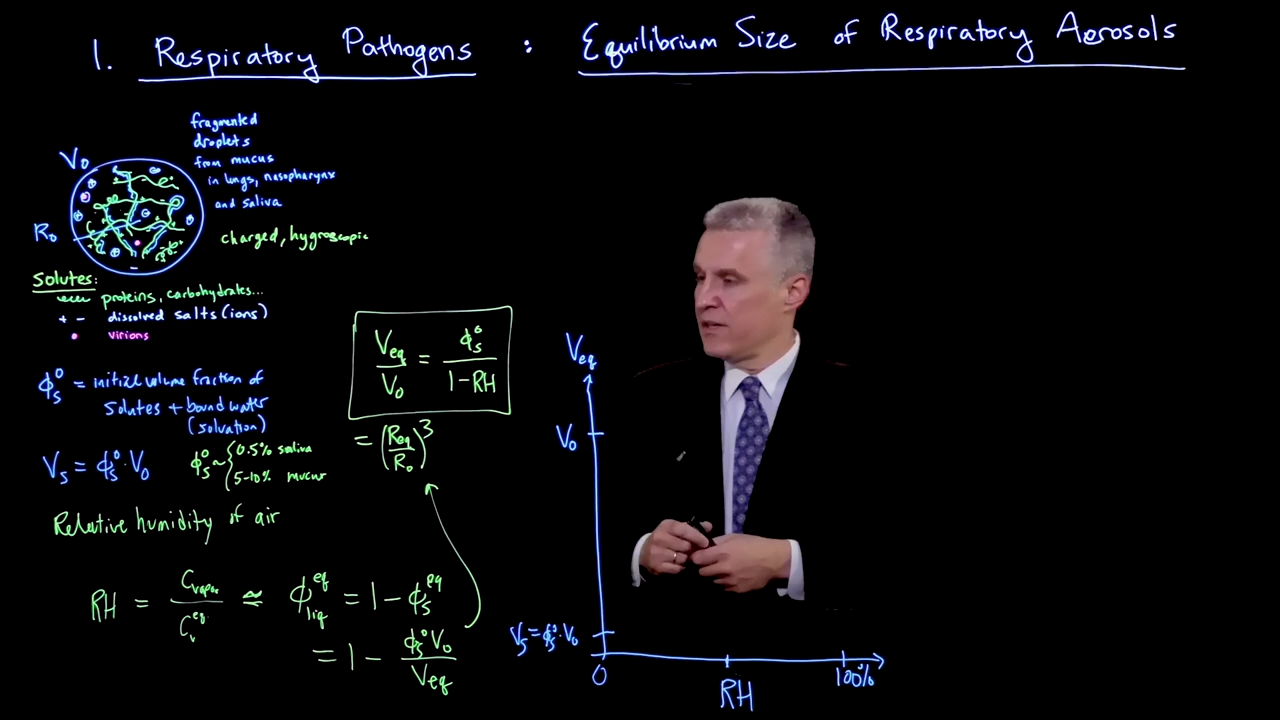 1. Respiratory Pathogens : Equilibrium Size of Respiratory Aerosols
fragmented
droplets
from mucus
in lungs, nasopharynx
and saliva
V₀
R₀
charged, hygroscopic
Solutes:
proteins, carbohydrates...
+ - dissolved salts (ions)
• virions
ϕₛ⁰ = initial volume fraction of
solutes + bound water
(solvation)
Vₛ = ϕₛ⁰·V₀
ϕₛ⁰ ~ { 0.5% saliva
5-10% mucus
Relative humidity of air
RH = C_vapor / C_v^eq. ≃ ϕ_liq^eq = 1 - ϕₛ^eq
= 1 - ϕₛ⁰V₀ / V_eq
V_eq / V₀ = ϕₛ⁰ / 1-RH
= (R_eq / R₀)³
V_eq
V₀
Vₛ = ϕₛ⁰·V₀
0
RH
100%